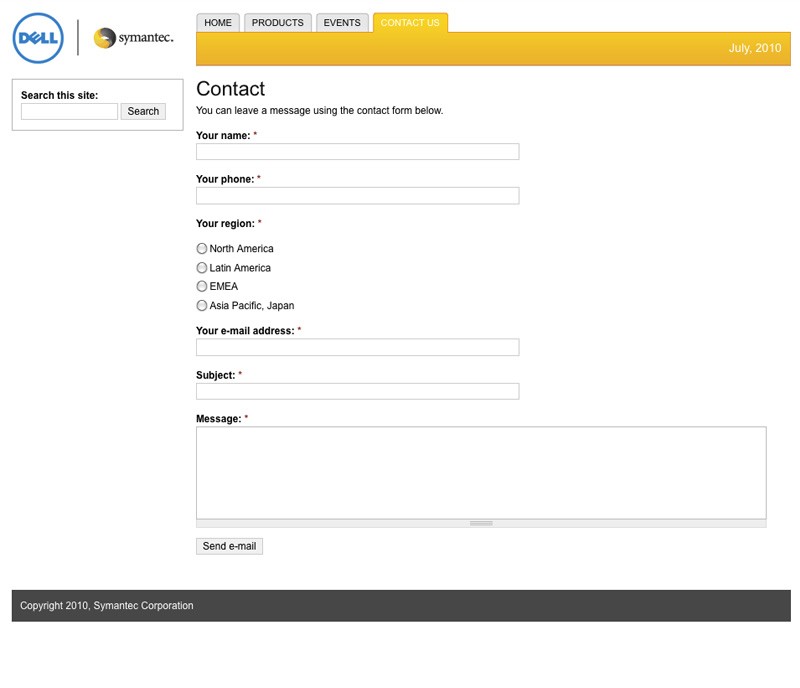 DELL
symantec.
HOME
PRODUCTS
EVENTS
CONTACT US
July, 2010
Search this site:
Search
Contact
You can leave a message using the contact form below.
Your name: *
Your phone: *
Your region: *
North America
Latin America
EMEA
Asia Pacific, Japan
Your e-mail address: *
Subject: *
Message: *
Send e-mail
Copyright 2010, Symantec Corporation